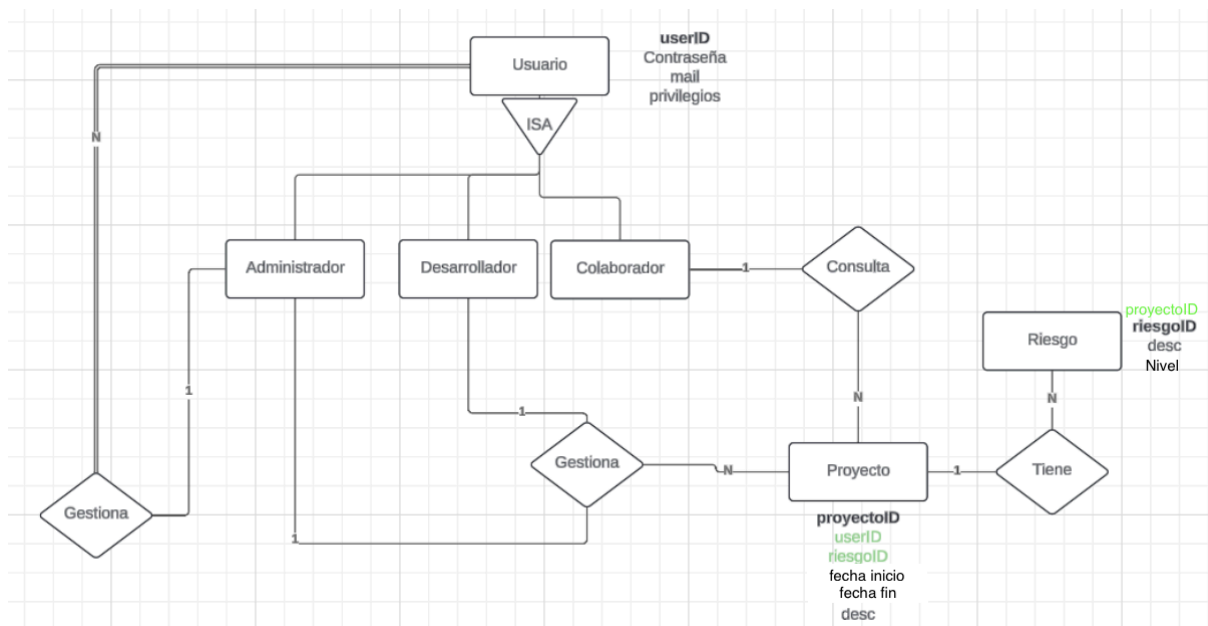 Usuario
userID
Contraseña
mail
privilegios
ISA
N
Administrador
Desarrollador
Colaborador
1
Consulta
proyectoID
riesgoID
desc
Nivel
Riesgo
1
N
N
1
Gestiona
N
Proyecto
1
Tiene
Gestiona
1
proyectoID
userID
riesgoID
fecha inicio
fecha fin
desc